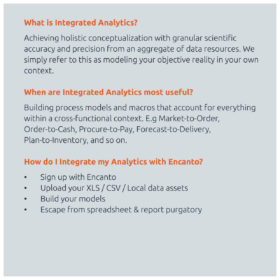 What is Integrated Analytics?
Achieving holistic conceptualization with granular scientific
accuracy and precision from an aggregate of data resources. We
simply refer to this as modeling your objective reality in your own
context.
When are Integrated Analytics most useful?
Building process models and macros that account for everything
within a cross-functional context. E.g Market-to-Order,
Order-to-Cash, Procure-to-Pay, Forecast-to-Delivery,
Plan-to-Inventory, and so on.
How do I Integrate my Analytics with Encanto?
• Sign up with Encanto
• Upload your XLS / CSV / Local data assets
• Build your models
• Escape from spreadsheet & report purgatory